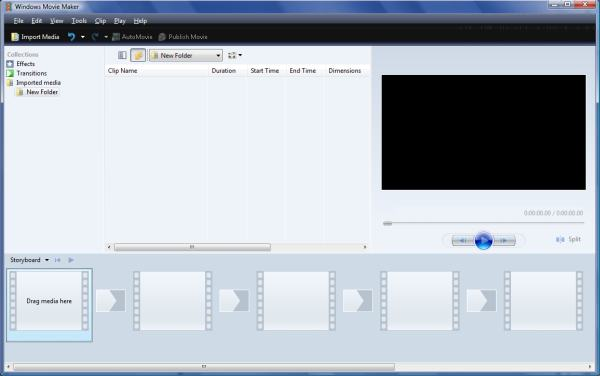 Windows Movie Maker
File Edit View Tools Clip Play Help
Import Media AutoMovie Publish Movie
Collections
Effects
Transitions
Imported media
New Folder
New Folder
Clip Name Duration Start Time End Time Dimensions
0:00:00.00 / 0:00:00.00
Split
Storyboard
Drag media here